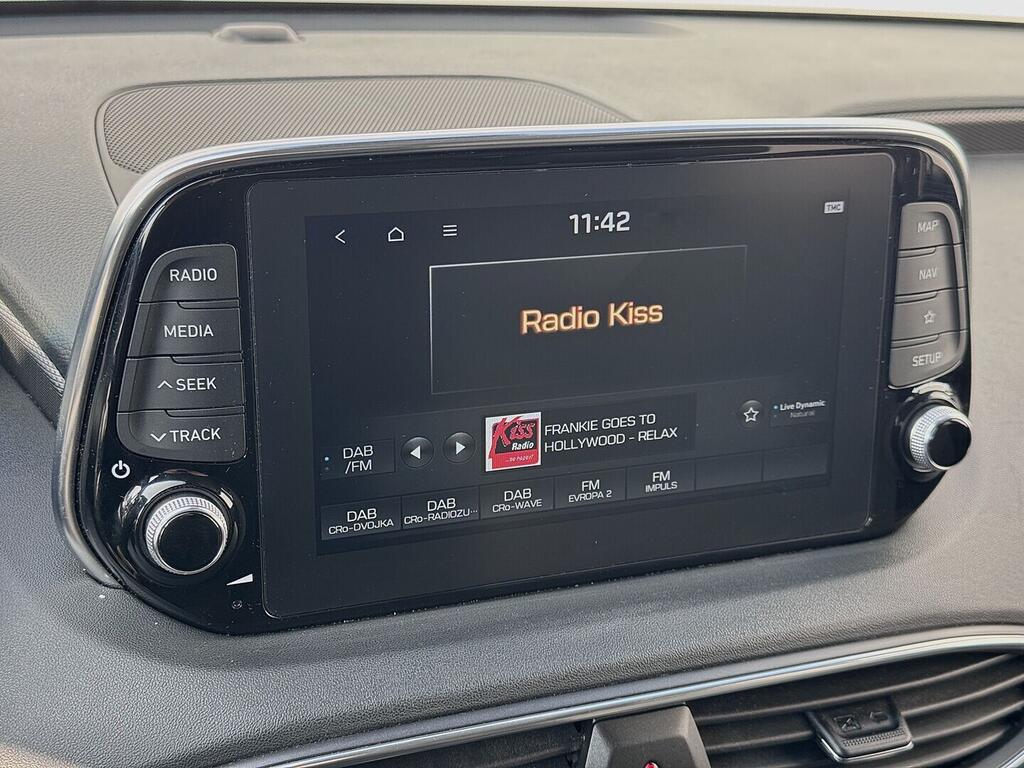 11:42
TMC
RADIO
MEDIA
SEEK
TRACK
MAP
NAV
SETUP
Radio Kiss
Live Dynamic
Natural
DAB
/FM
Kiss
Radio
FRANKIE GOES TO
HOLLYWOOD - RELAX
DAB
CRo-DVOJKA
DAB
CRo-RADIOZU...
DAB
CRo-WAVE
FM
EVROPA 2
FM
IMPULS